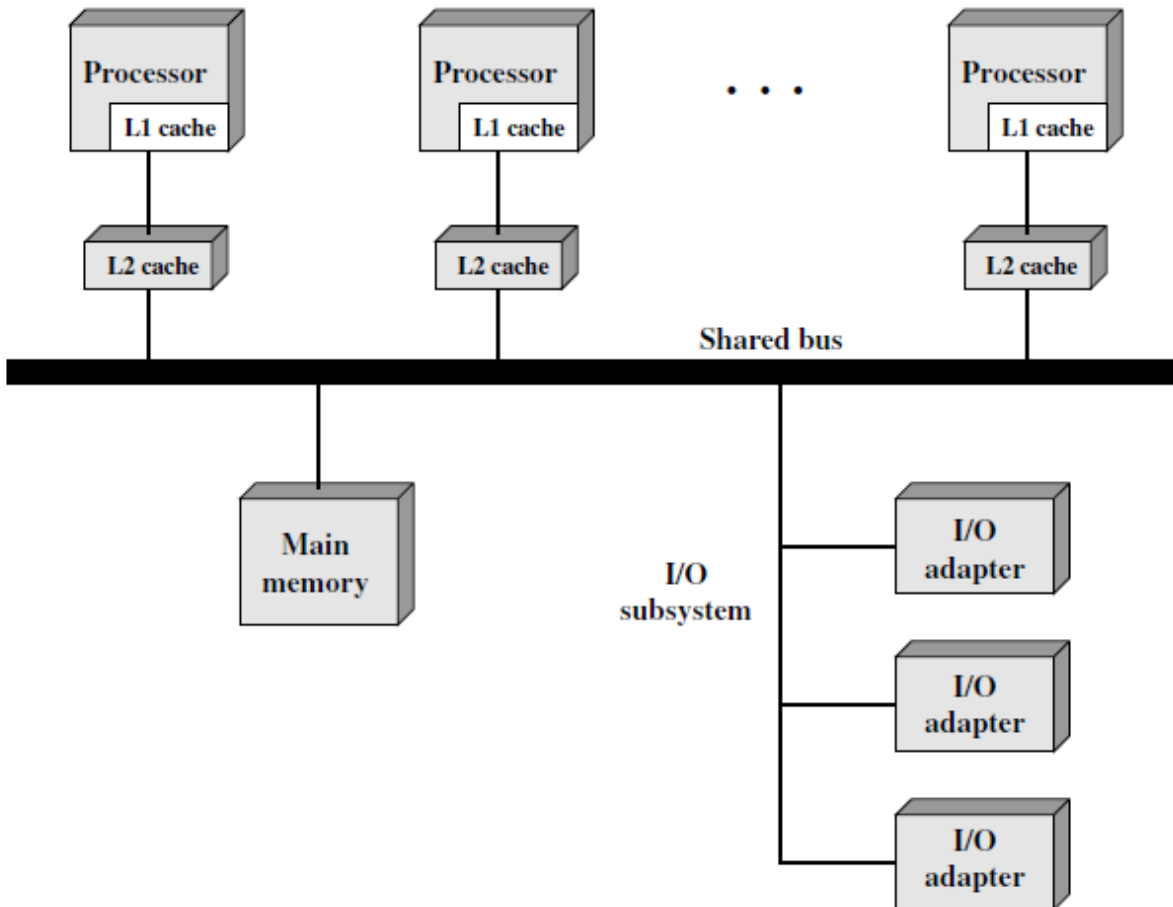 Processor
L1 cache
Processor
L1 cache
. . .
Processor
L1 cache
L2 cache
L2 cache
L2 cache
Shared bus
Main
memory
I/O
subsystem
I/O
adapter
I/O
adapter
I/O
adapter